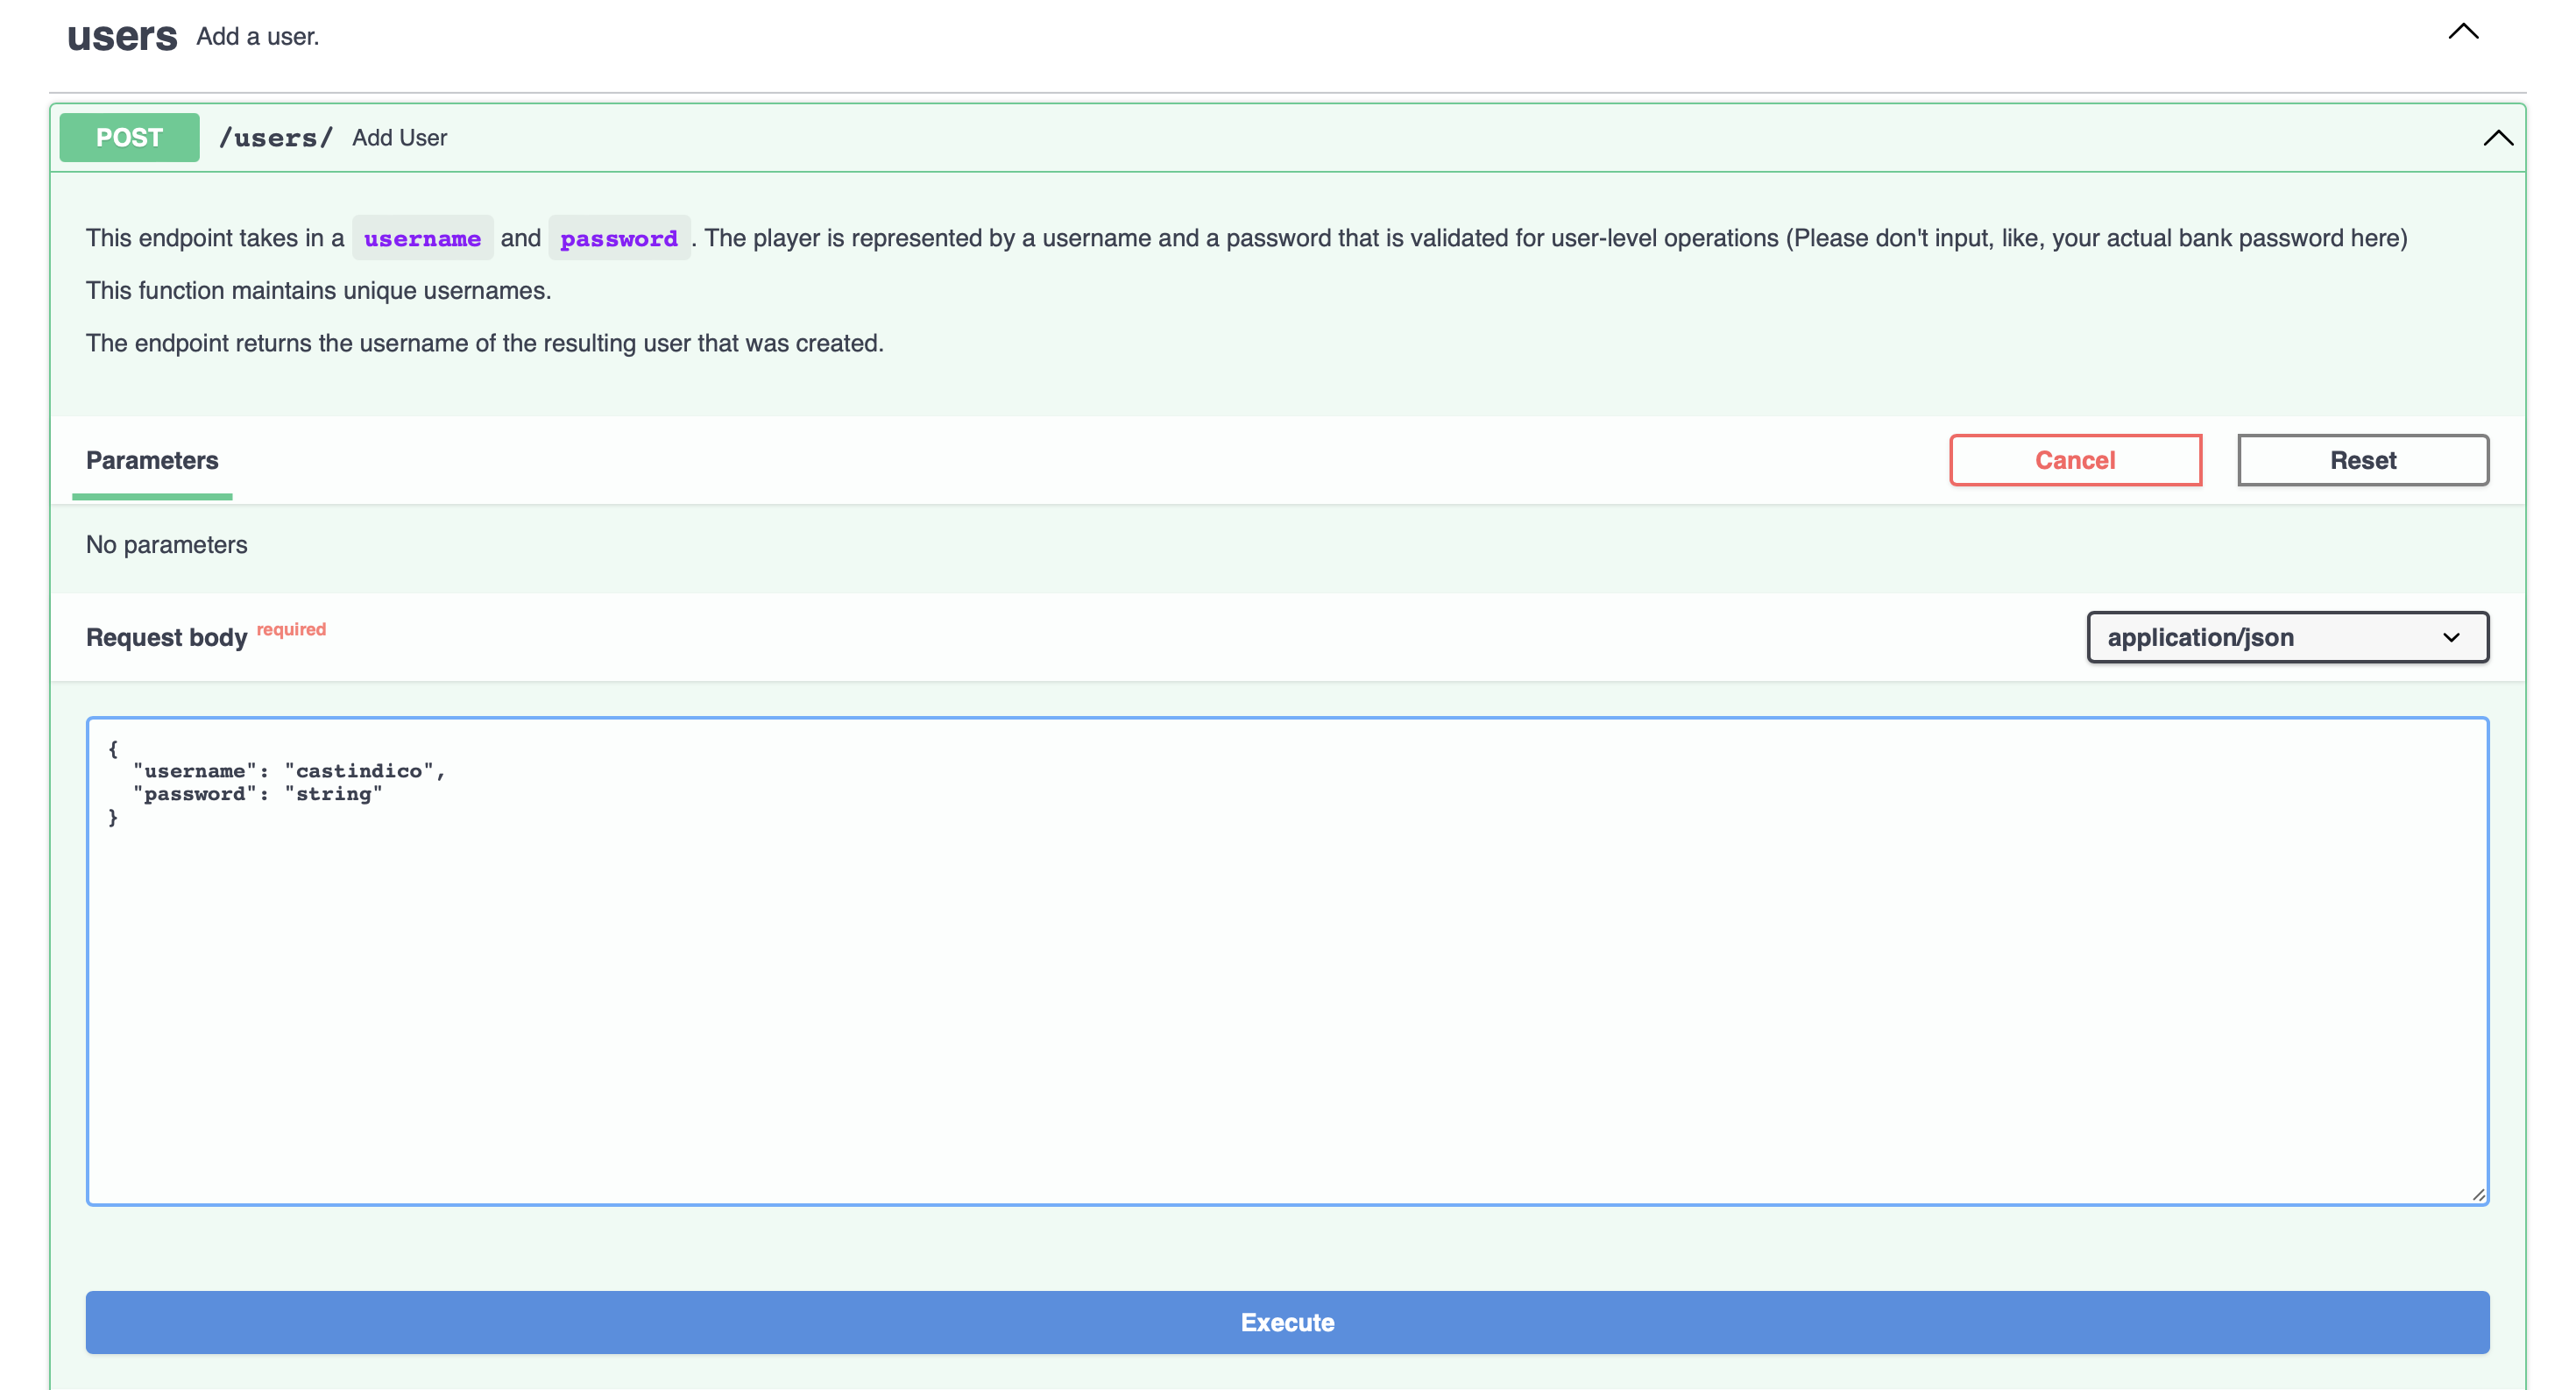 users Add a user.
POST /users/ Add User
This endpoint takes in a username and password . The player is represented by a username and a password that is validated for user-level operations (Please don't input, like, your actual bank password here)
This function maintains unique usernames.
The endpoint returns the username of the resulting user that was created.
Parameters Cancel Reset
No parameters
Request body required application/json
{
"username": "castindico",
"password": "string"
}
Execute